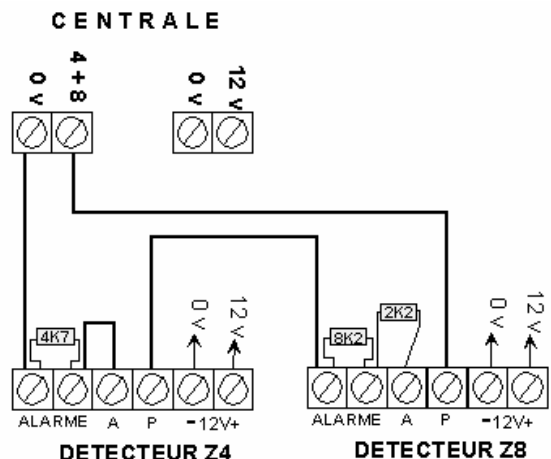 CENTRALE
0 v
4 + 8
0 v
12 v
4K7
0 v
12 v
8K2
2K2
0 v
12 v
ALARME A P -12V+
ALARME A P -12V+
DETECTEUR Z4
DETECTEUR Z8